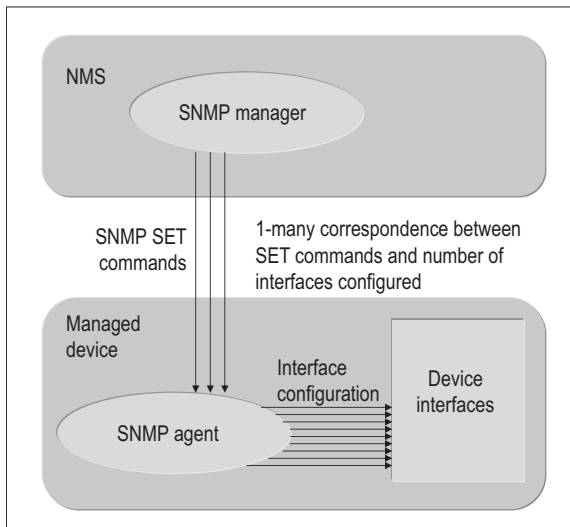 NMS
SNMP manager
SNMP SET
commands
1-many correspondence between
SET commands and number of
interfaces configured
Managed
device
Interface
configuration
Device
interfaces
SNMP agent